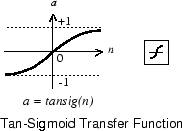 a
+1
n
0
-1
a = tansig(n)
Tan-Sigmoid Transfer Function